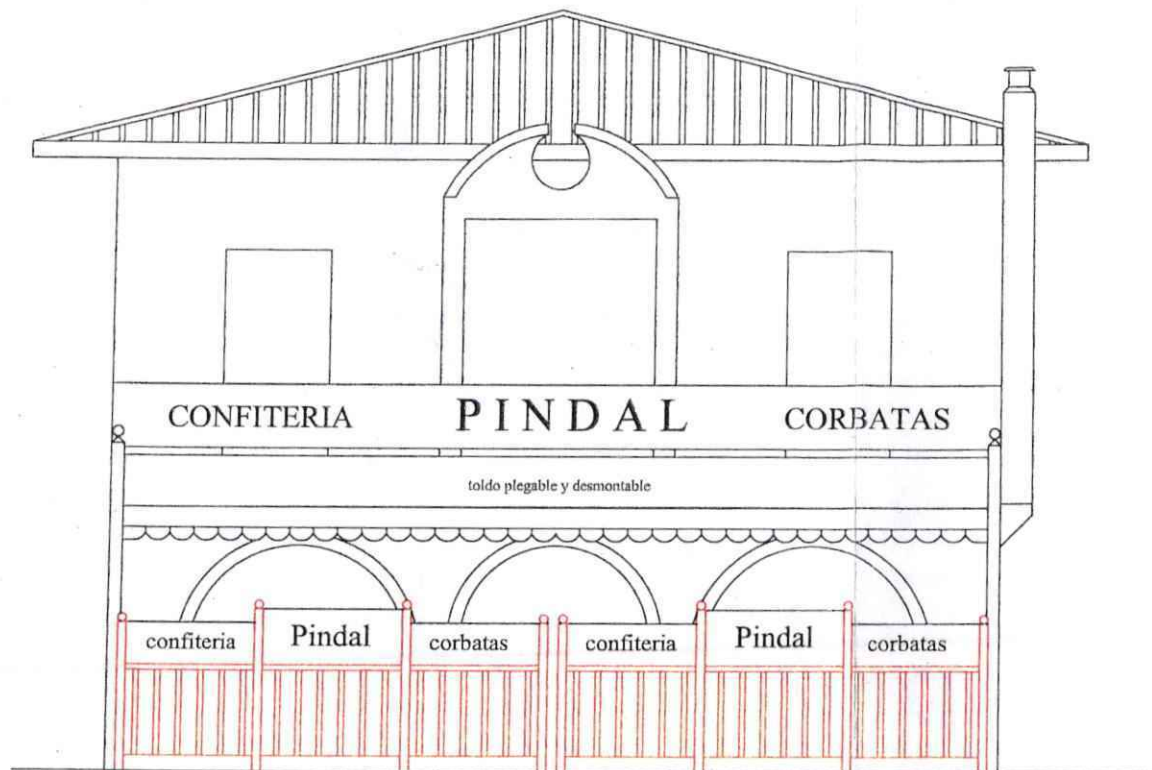 CONFITERIA PINDAL CORBATAS
toldo plegable y desmontable
confiteria Pindal corbatas confiteria Pindal corbatas